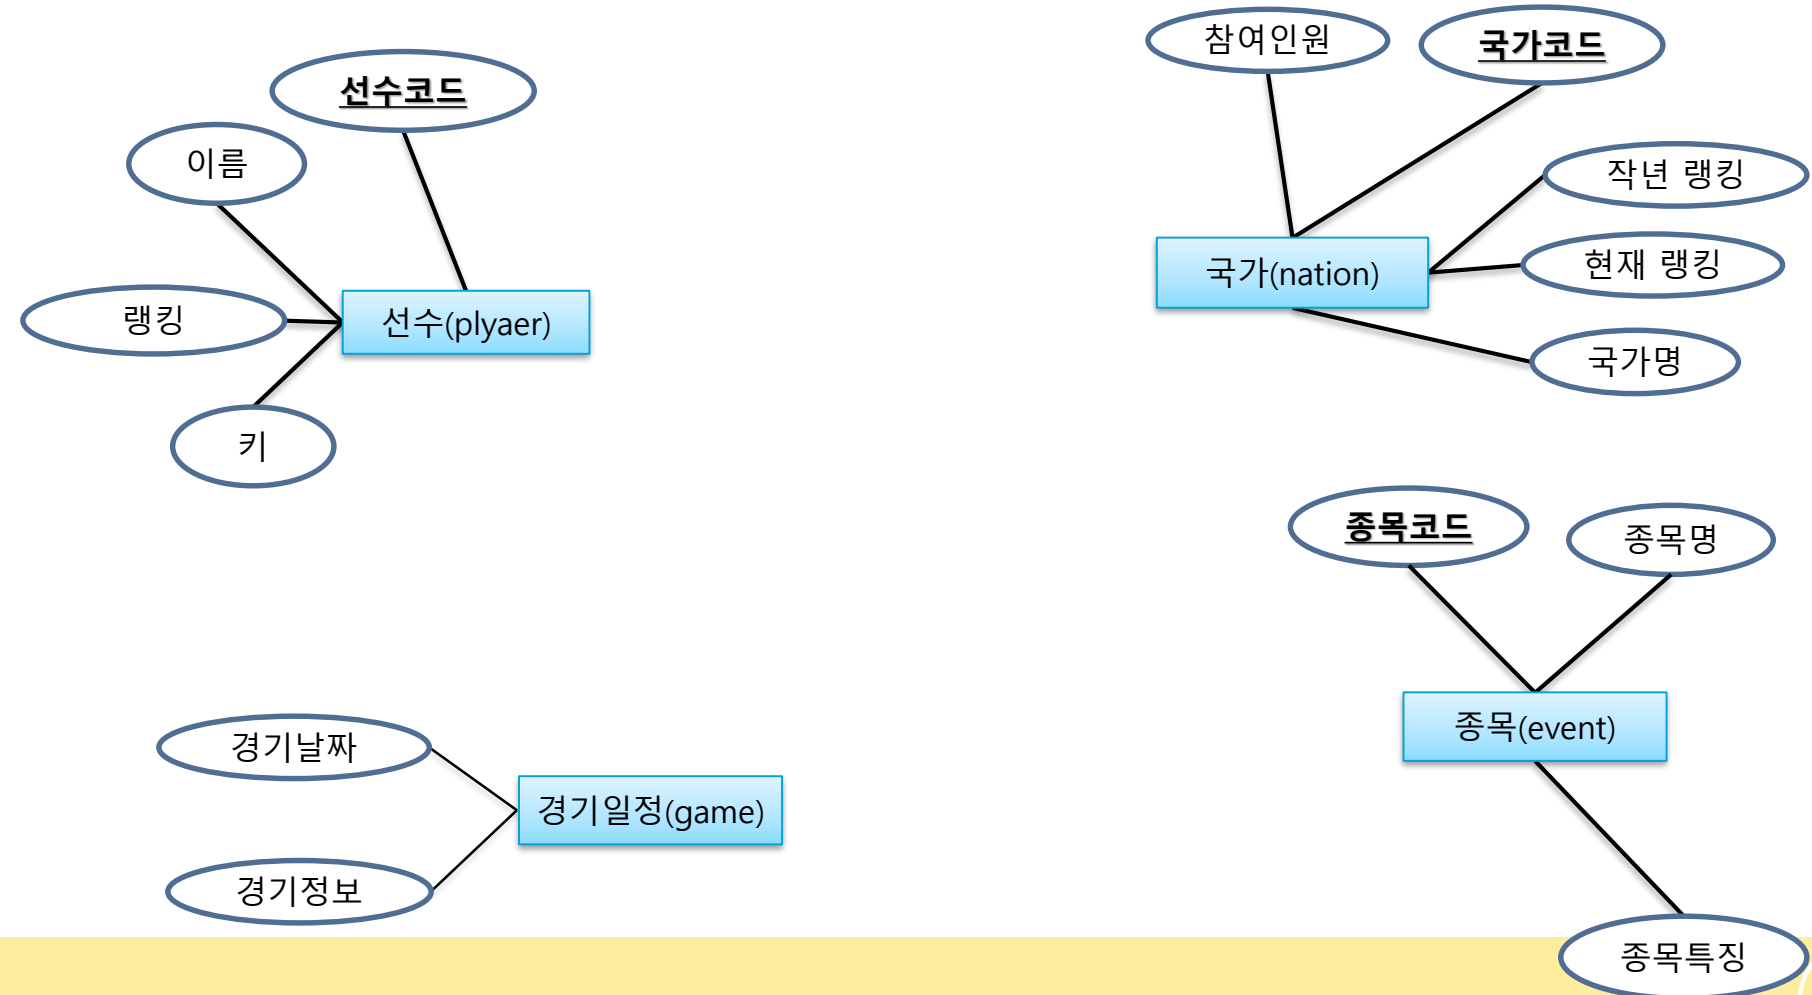 참여인원
국가코드
선수코드
이름
작년 랭킹
현재 랭킹
국가(nation)
랭킹
선수(plyaer)
국가명
키
종목코드
종목명
종목(event)
경기날짜
경기일정(game)
경기정보
종목특징